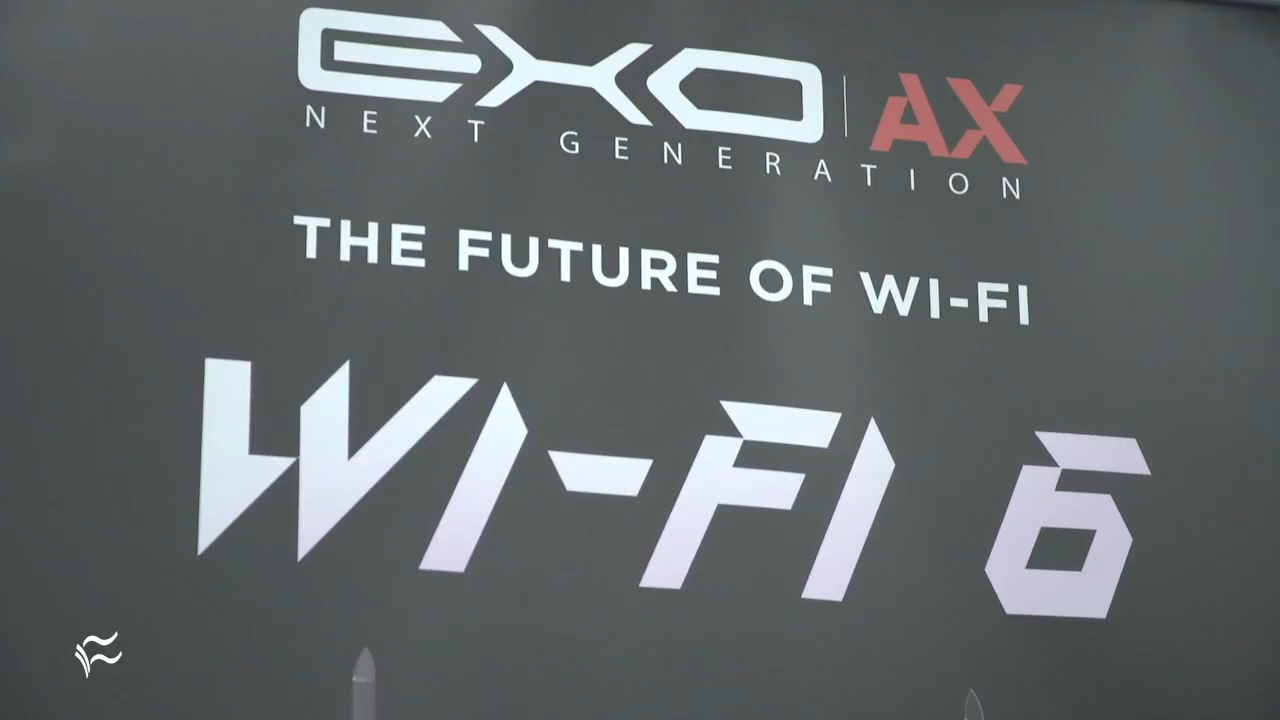 EXO | AX
NEXT GENERATION
THE FUTURE OF WI-FI
WI-FI 6